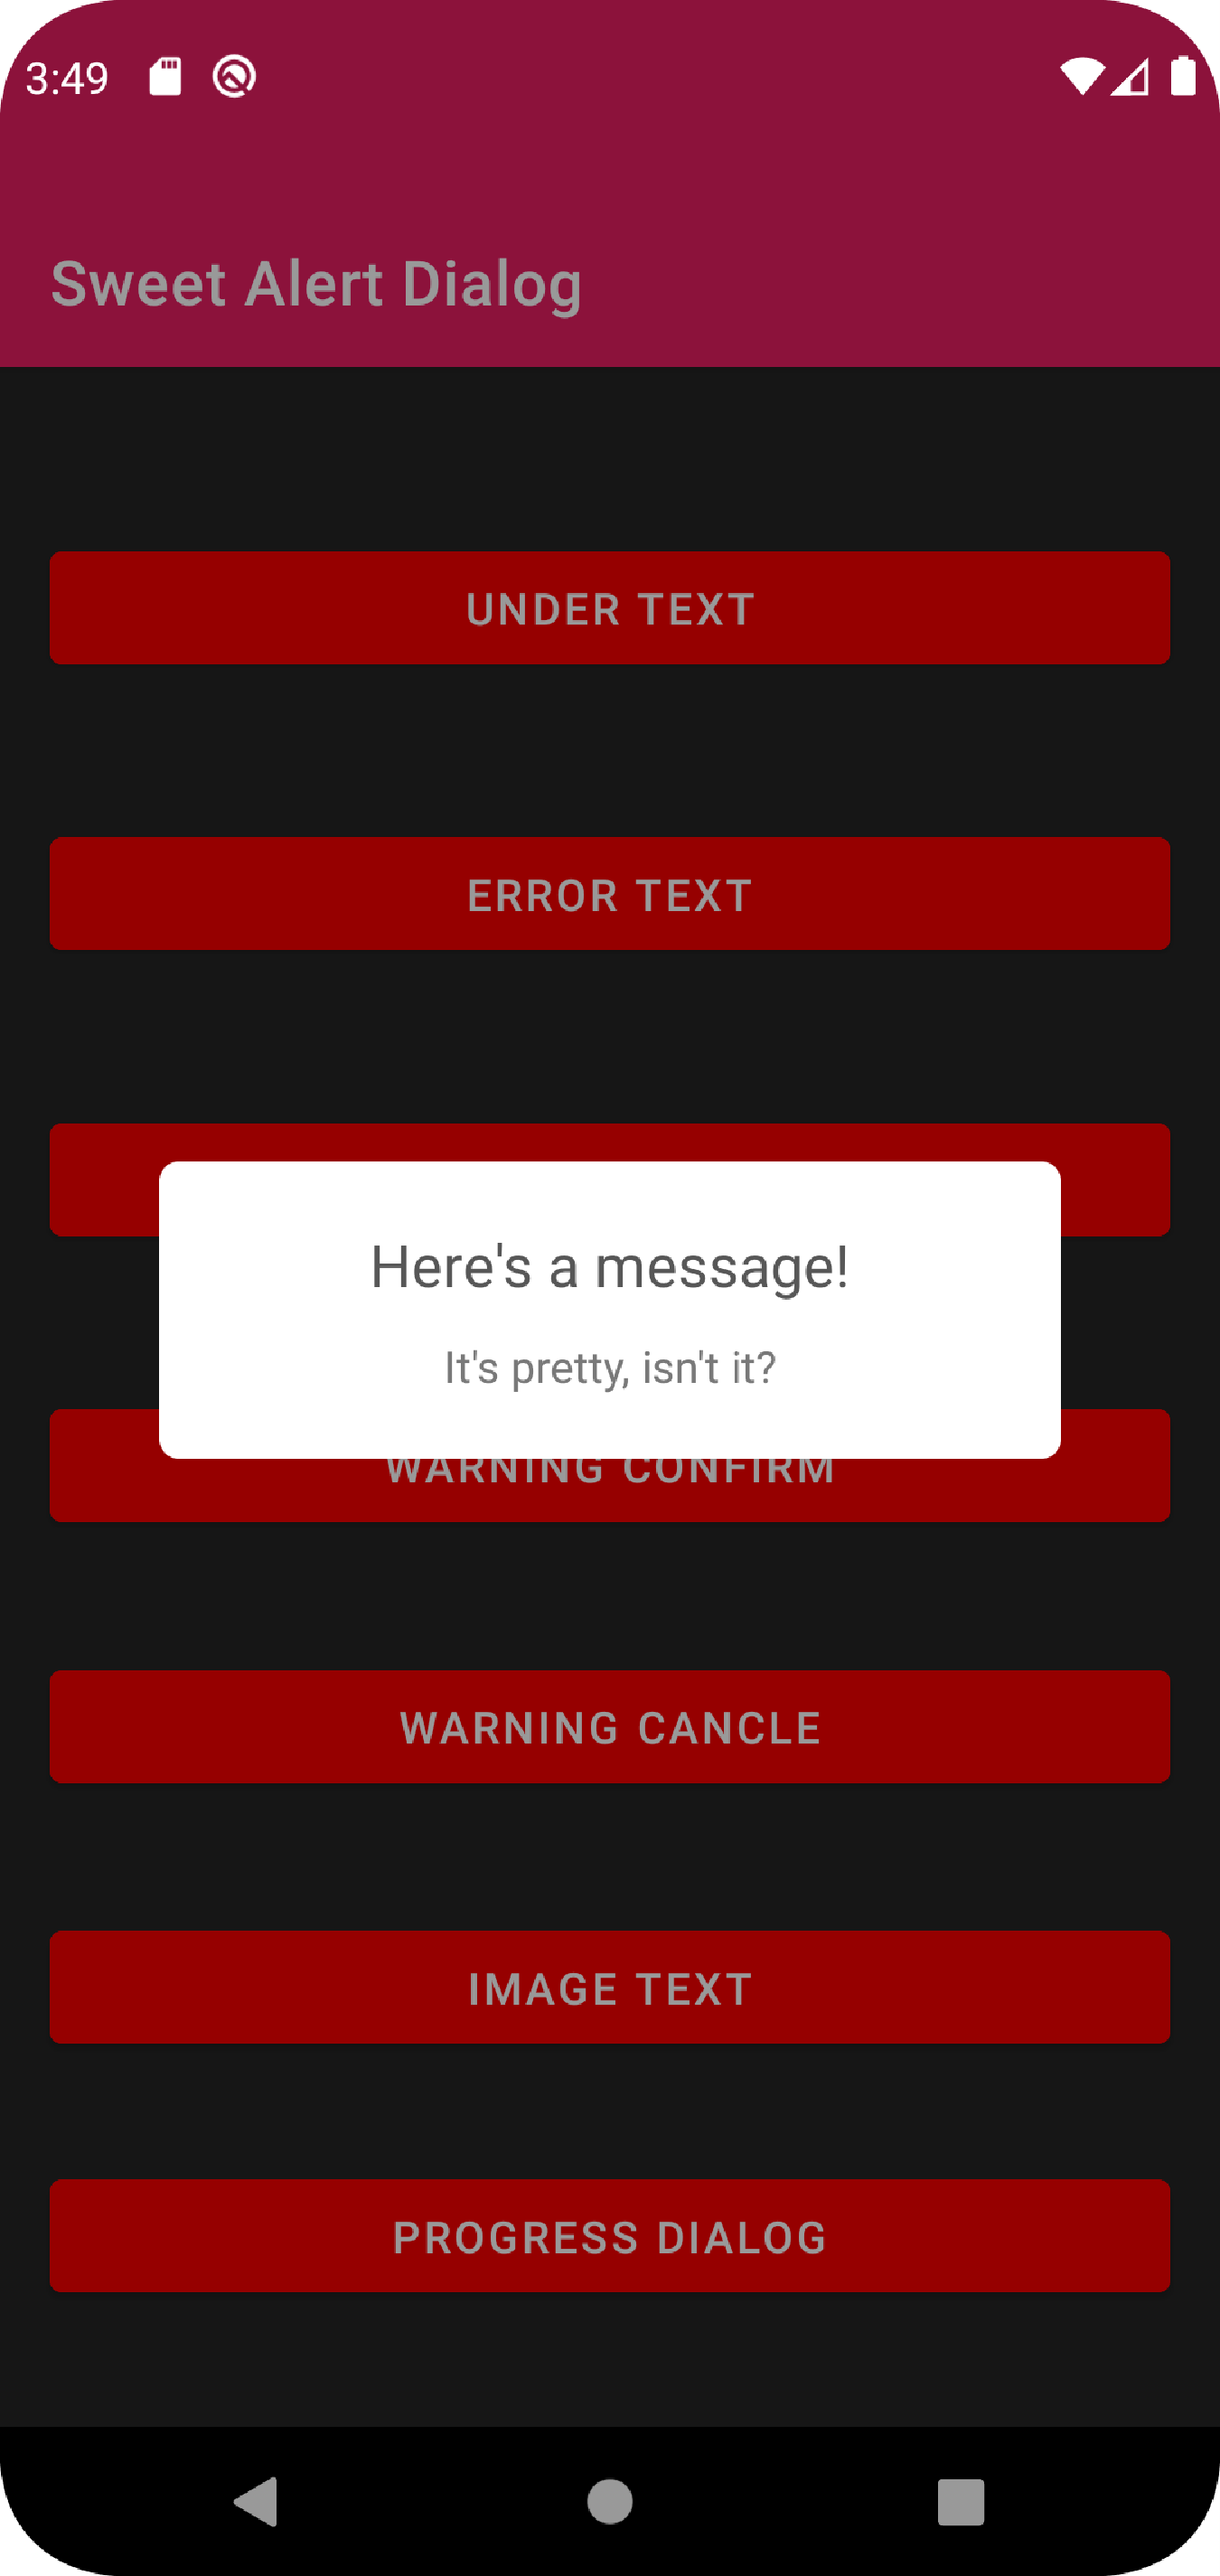 3:49
Sweet Alert Dialog
UNDER TEXT
ERROR TEXT
Here's a message!
It's pretty, isn't it?
WARNING CONFIRM
WARNING CANCLE
IMAGE TEXT
PROGRESS DIALOG